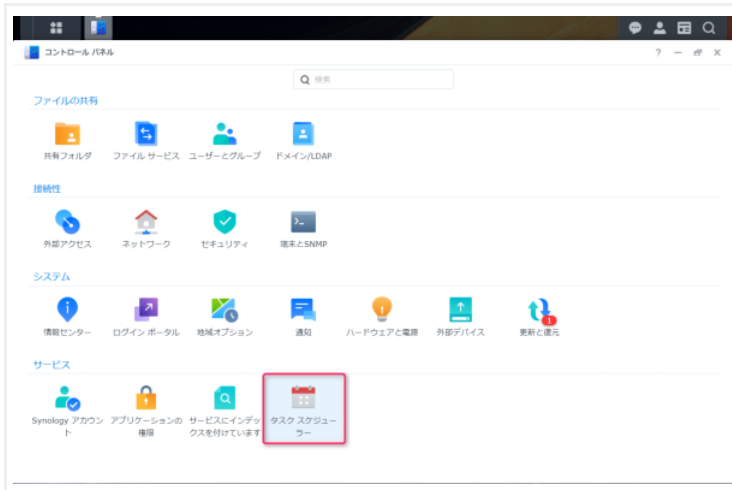 コントロール パネル
検索
ファイルの共有
共有フォルダ
ファイル サービス
ユーザーとグループ
ドメイン/LDAP
接続性
外部アクセス
ネットワーク
セキュリティ
端末とSNMP
システム
情報センター
ログイン ポータル
地域オプション
通知
ハードウェアと電源
外部デバイス
1
更新と復元
サービス
Synology アカウン
ト
アプリケーションの
権限
サービスにインデッ
クスを付けています
タスク スケジュー
ラー